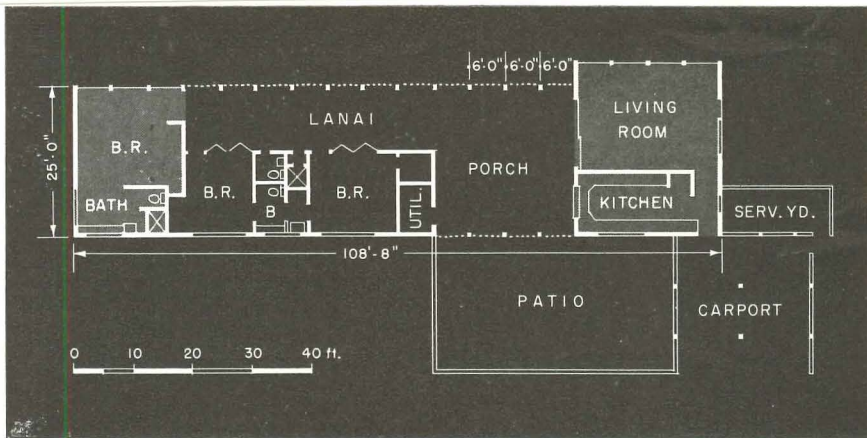 6'-0" 6'-0" 6'-0"
LIVING
ROOM
LANAI
25'-0"
B.R.
PORCH
B.R.
B.R.
BATH
B
UTIL.
KITCHEN
SERV. YD.
108'-8"
PATIO
CARPORT
0 10 20 30 40 ft.